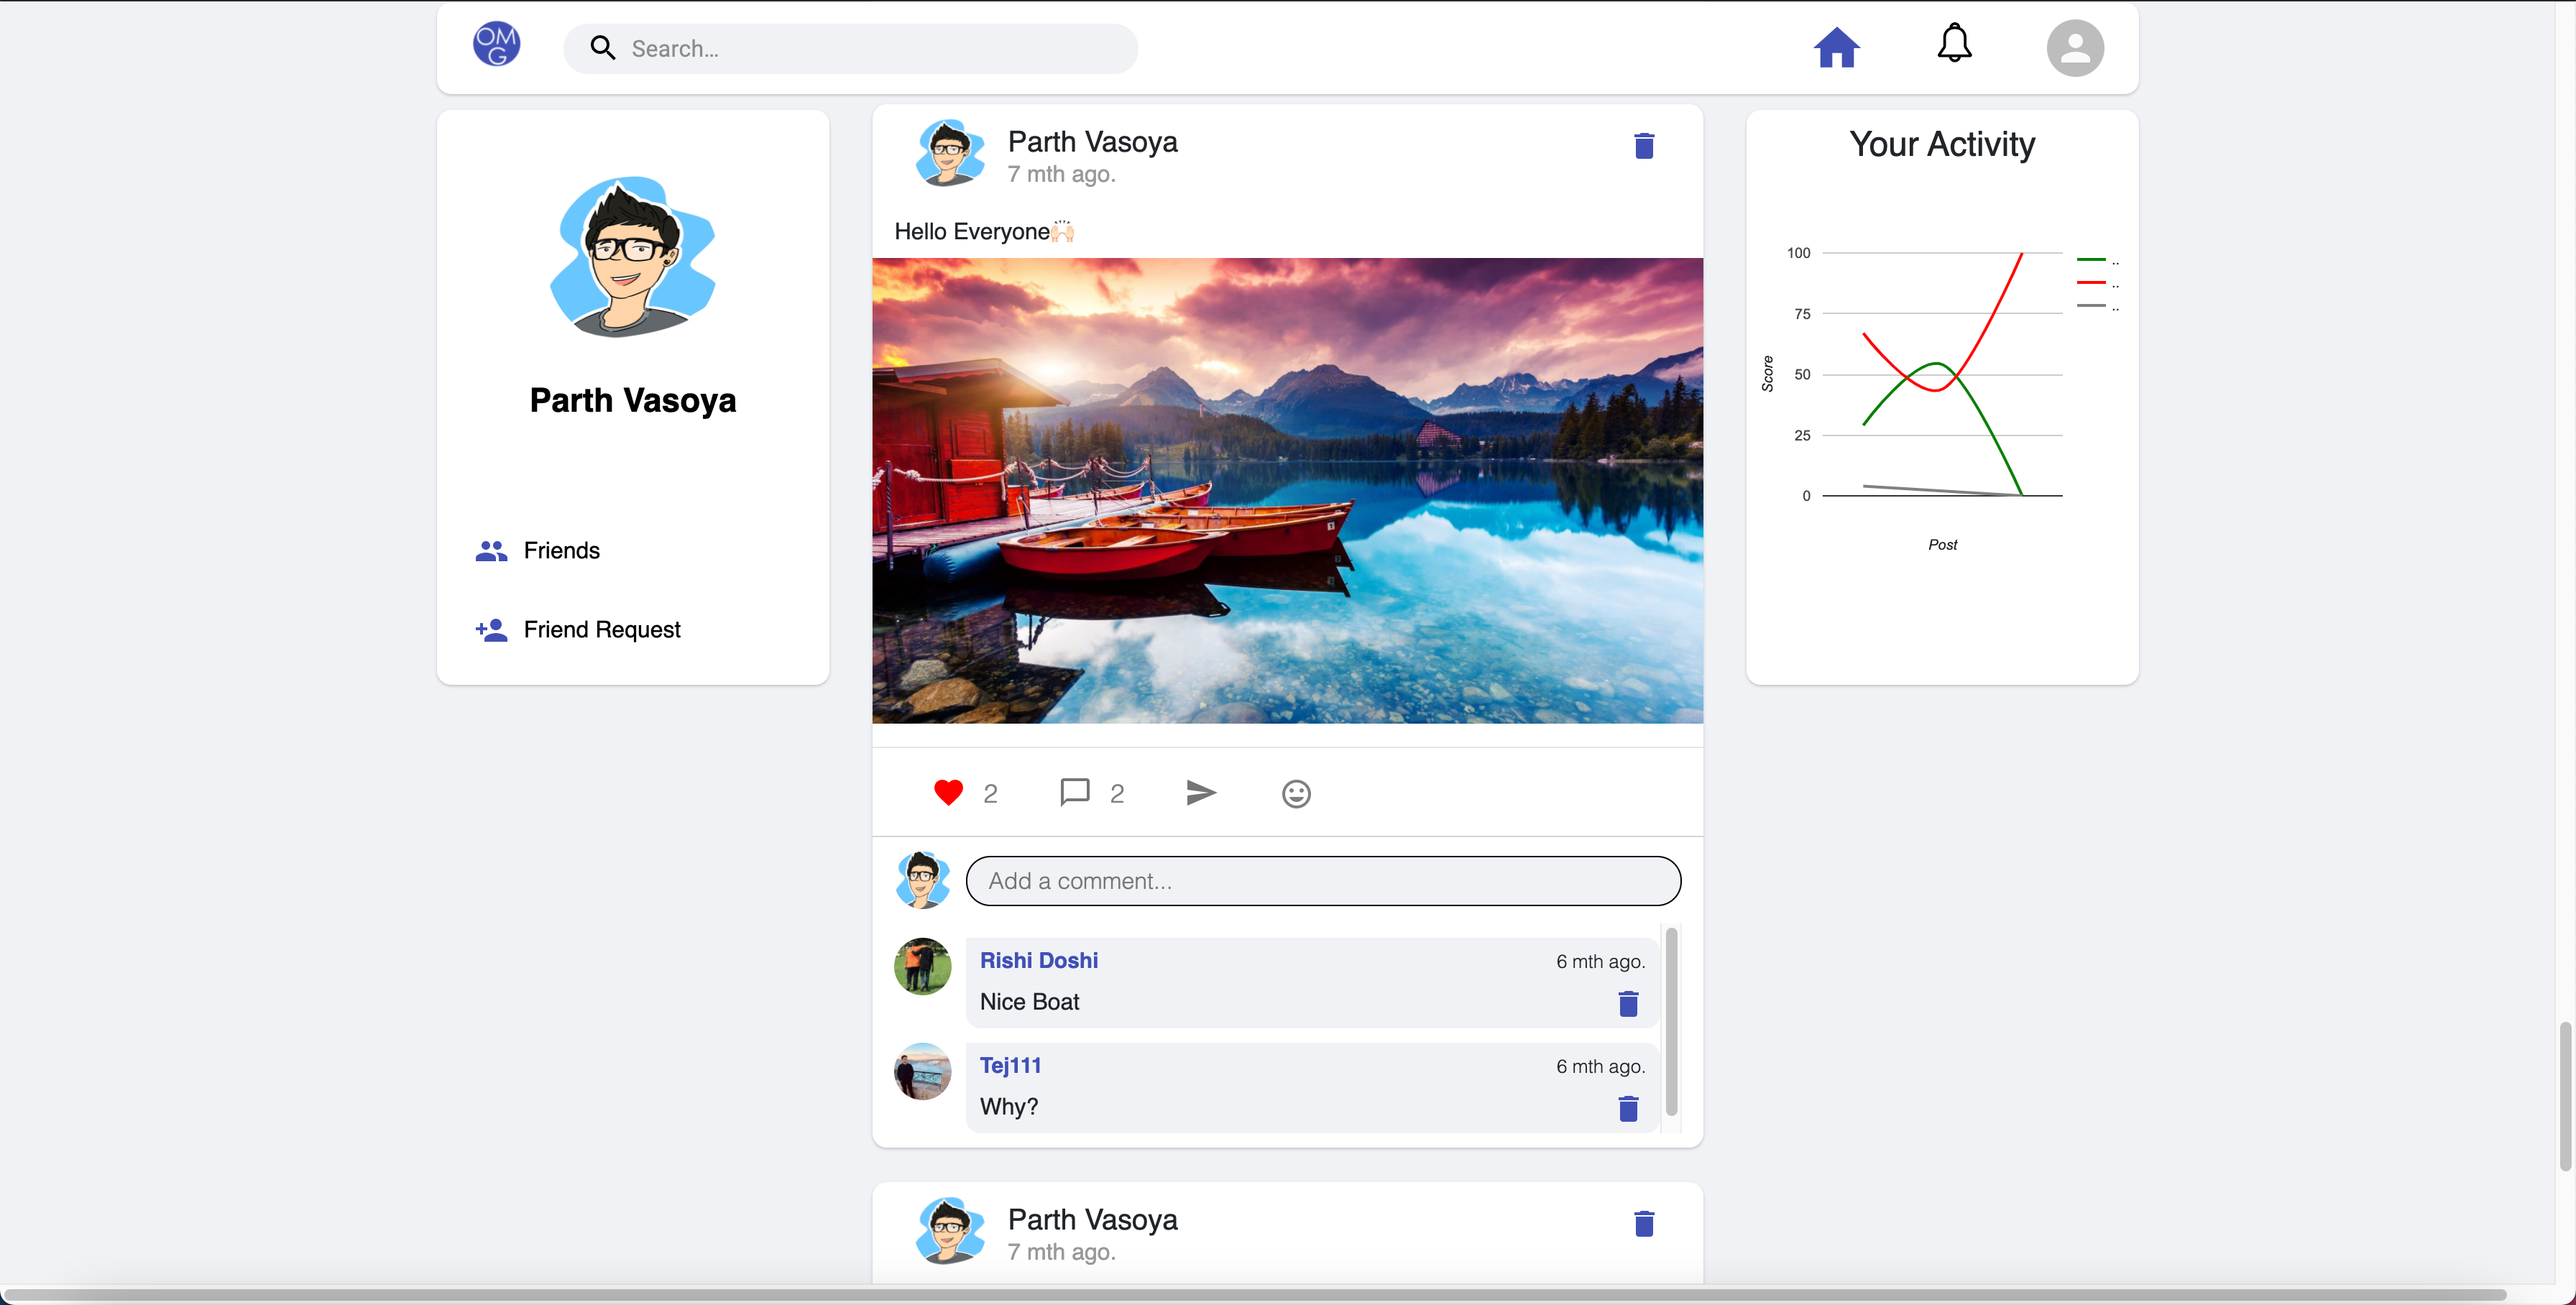 OM
G
Search...
Parth Vasoya
Friends
Friend Request
Parth Vasoya
7 mth ago.
Hello Everyone🙌🏻
2
2
Add a comment...
Rishi Doshi
6 mth ago.
Nice Boat
Tej111
6 mth ago.
Why?
Parth Vasoya
7 mth ago.
Your Activity
100
75
50
25
0
Score
Post
..
..
..